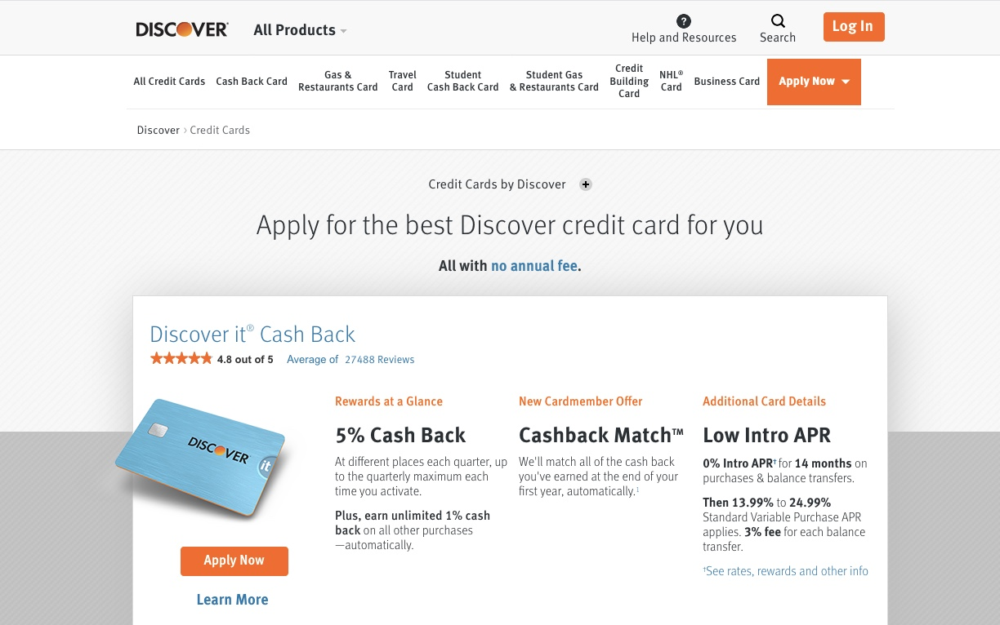 DISCOVER
All Products
?
Help and Resources
Search
Log In
All Credit Cards
Cash Back Card
Gas &
Restaurants Card
Travel
Card
Student
Cash Back Card
Student Gas
& Restaurants Card
Credit
Building
Card
NHL®
Card
Business Card
Apply Now
Discover › Credit Cards
Credit Cards by Discover +
Apply for the best Discover credit card for you
All with no annual fee.
Discover it® Cash Back
4.8 out of 5 Average of 27488 Reviews
DISCOVER
it
Apply Now
Learn More
Rewards at a Glance
5% Cash Back
At different places each quarter, up
to the quarterly maximum each
time you activate.
Plus, earn unlimited 1% cash
back on all other purchases
—automatically.
New Cardmember Offer
Cashback Match™
We'll match all of the cash back
you've earned at the end of your
first year, automatically.1
Additional Card Details
Low Intro APR
0% Intro APR† for 14 months on
purchases & balance transfers.
Then 13.99% to 24.99%
Standard Variable Purchase APR
applies. 3% fee for each balance
transfer.
†See rates, rewards and other info